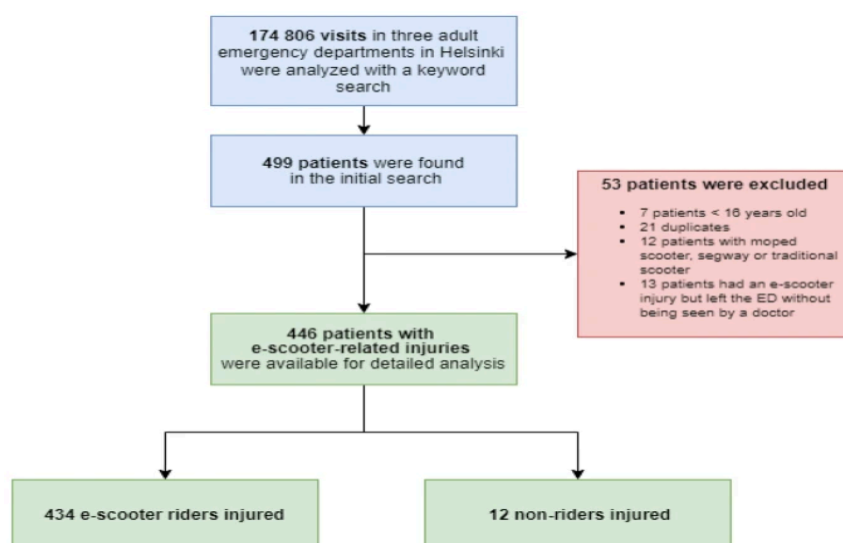 174 806 visits in three adult
emergency departments in Helsinki
were analyzed with a keyword
search
499 patients were found
in the initial search
53 patients were excluded
▪ 7 patients < 16 years old
▪ 21 duplicates
▪ 12 patients with moped
scooter, segway or traditional
scooter
▪ 13 patients had an e-scooter
injury but left the ED without
being seen by a doctor
446 patients with
e-scooter-related injuries
were available for detailed analysis
434 e-scooter riders injured
12 non-riders injured